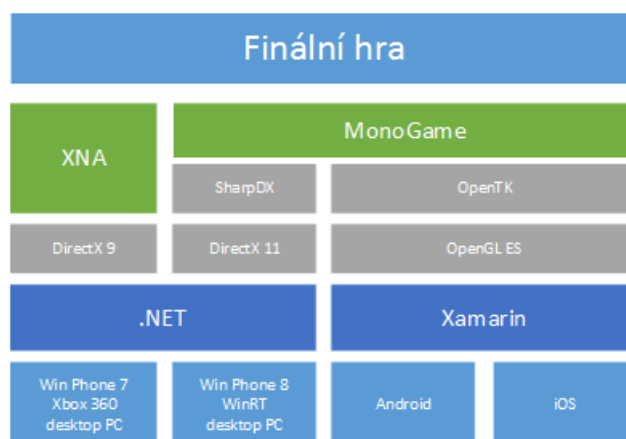 Finální hra
XNA
MonoGame
SharpDX
OpenTK
DirectX 9
DirectX 11
OpenGL ES
.NET
Xamarin
Win Phone 7
Xbox 360
desktop PC
Win Phone 8
WinRT
desktop PC
Android
iOS